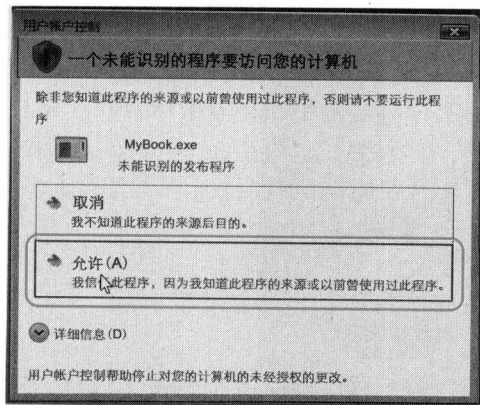 用户帐户控制
一个未能识别的程序要访问您的计算机
除非您知道此程序的来源或以前曾使用过此程序，否则请不要运行此程
序
MyBook.exe
未能识别的发布程序
取消
我不知道此程序的来源后目的。
允许(A)
我信任此程序，因为我知道此程序的来源或以前曾使用过此程序。
详细信息(D)
用户帐户控制帮助停止对您的计算机的未经授权的更改。